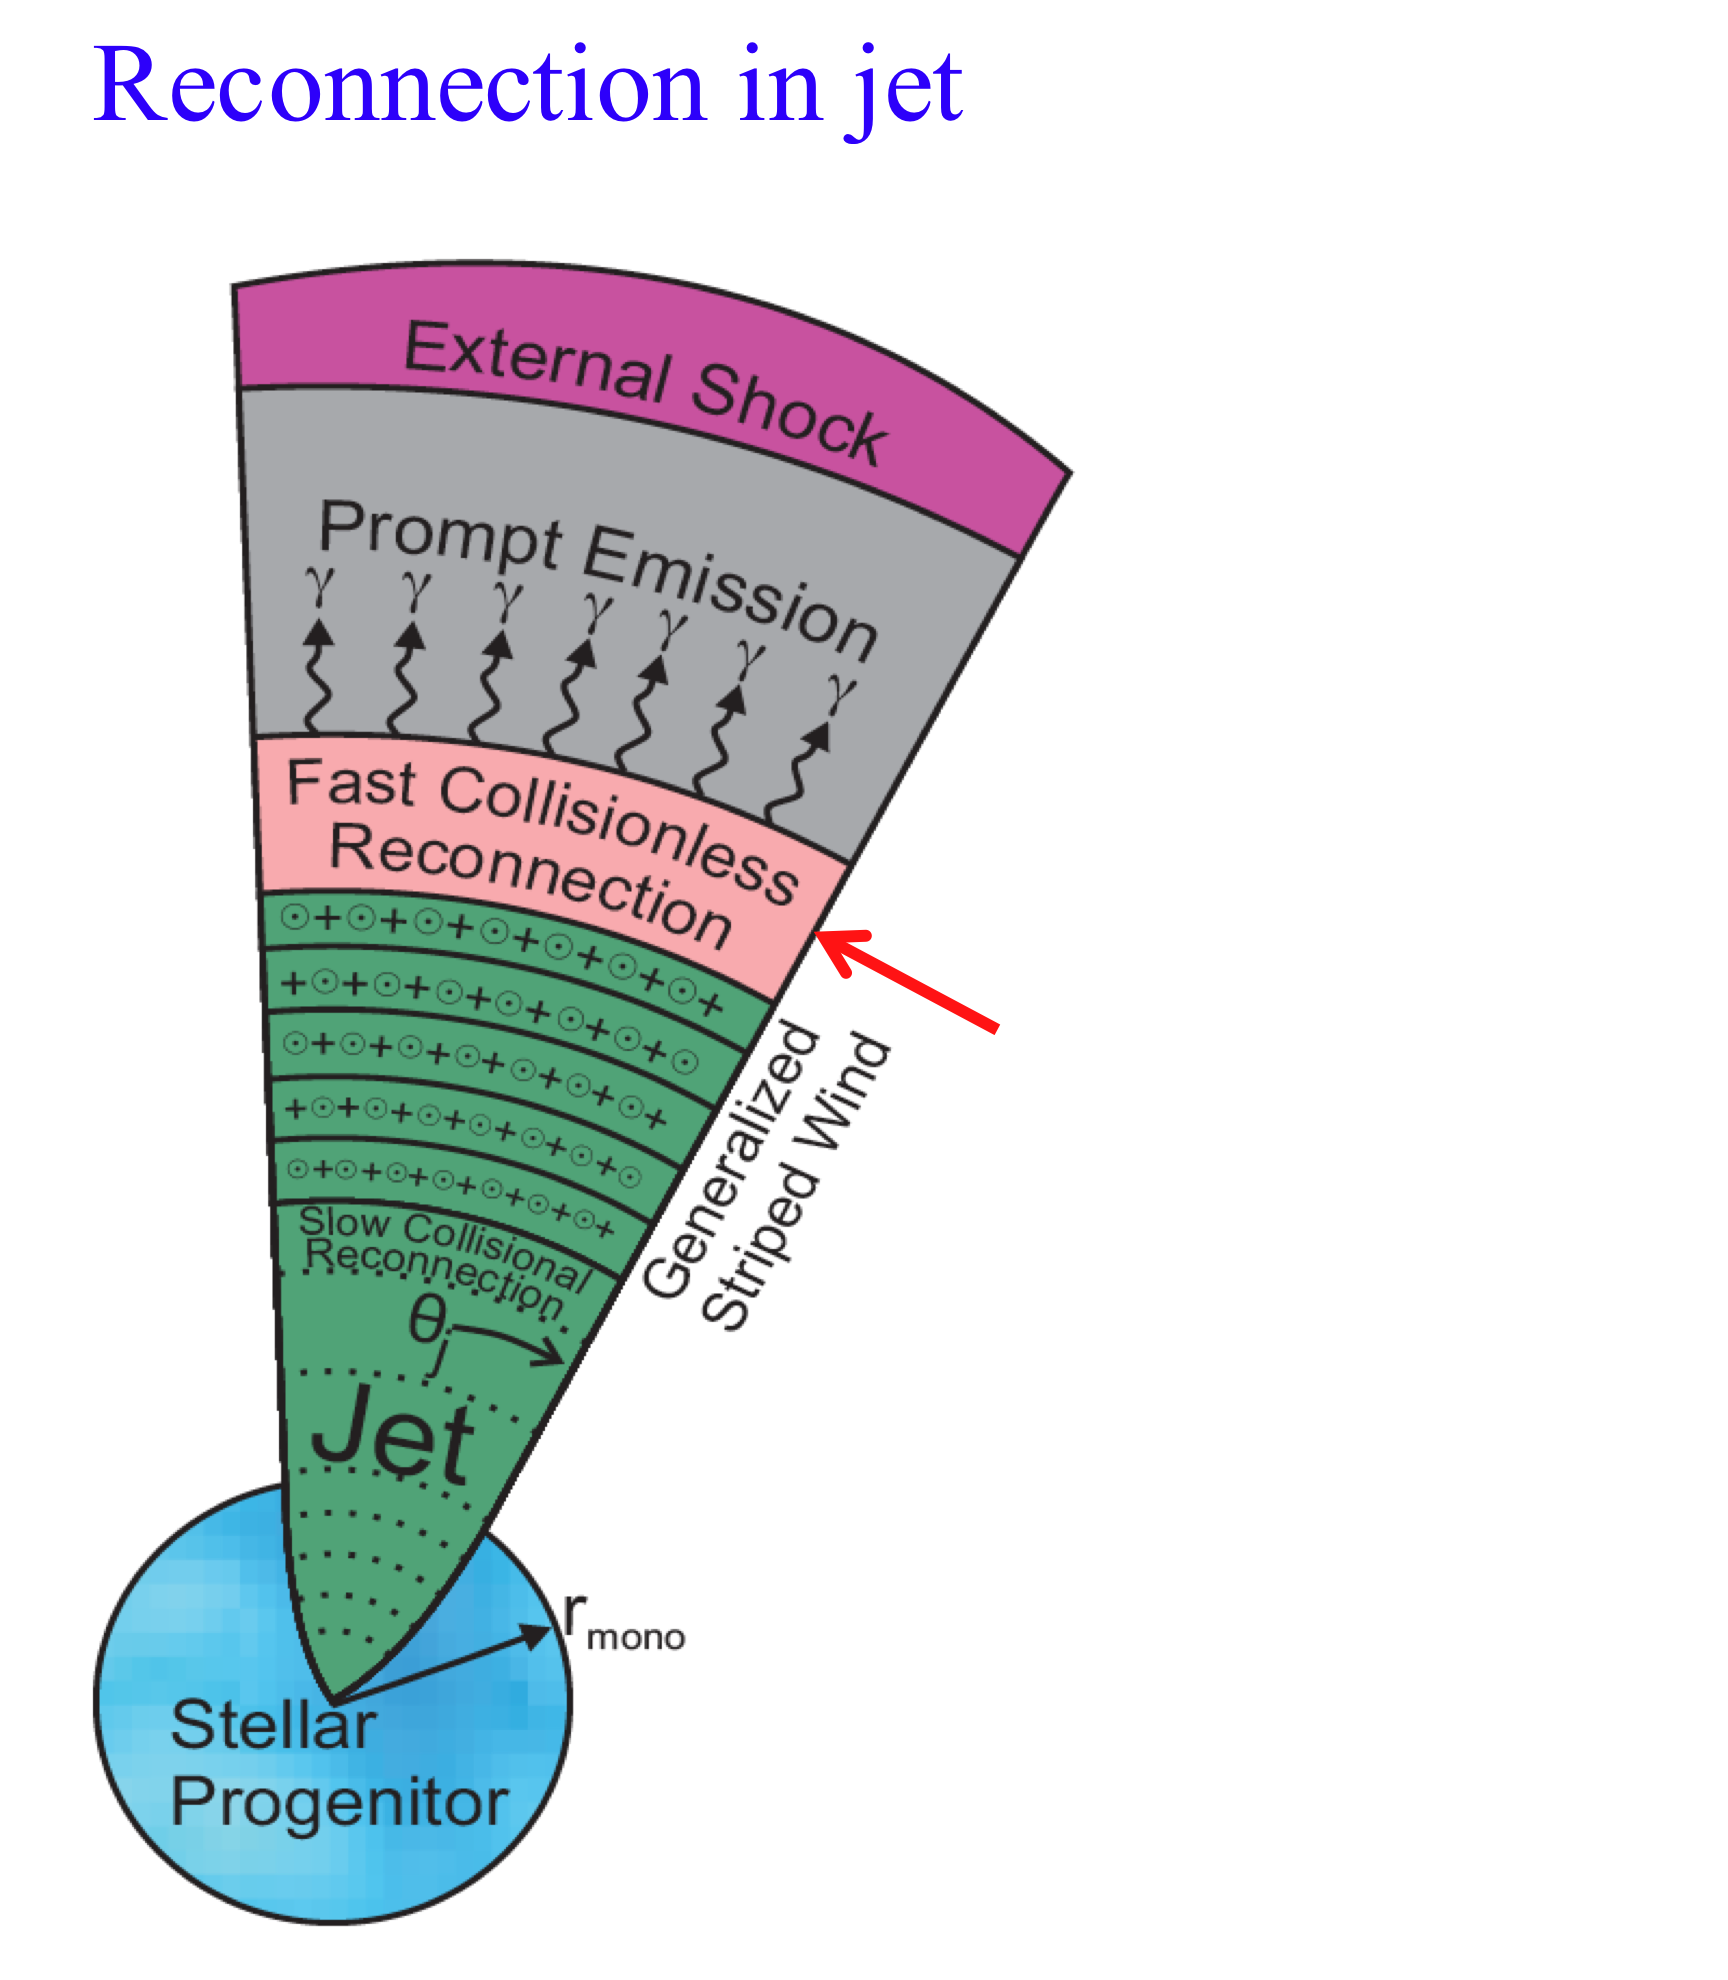 Reconnection in jet
External Shock
Prompt Emission
γ γ γ γ γ γ γ
Fast Collisionless
Reconnection
⊙+⊙+⊙+⊙+⊙+⊙+⊙+
+⊙+⊙+⊙+⊙+⊙+⊙+⊙
⊙+⊙+⊙+⊙+⊙+⊙+⊙+
+⊙+⊙+⊙+⊙+⊙+⊙+⊙
⊙+⊙+⊙+⊙+⊙+⊙+⊙+
Generalized
Striped Wind
Slow Collisional
Reconnection
θj
Jet
rmono
Stellar
Progenitor